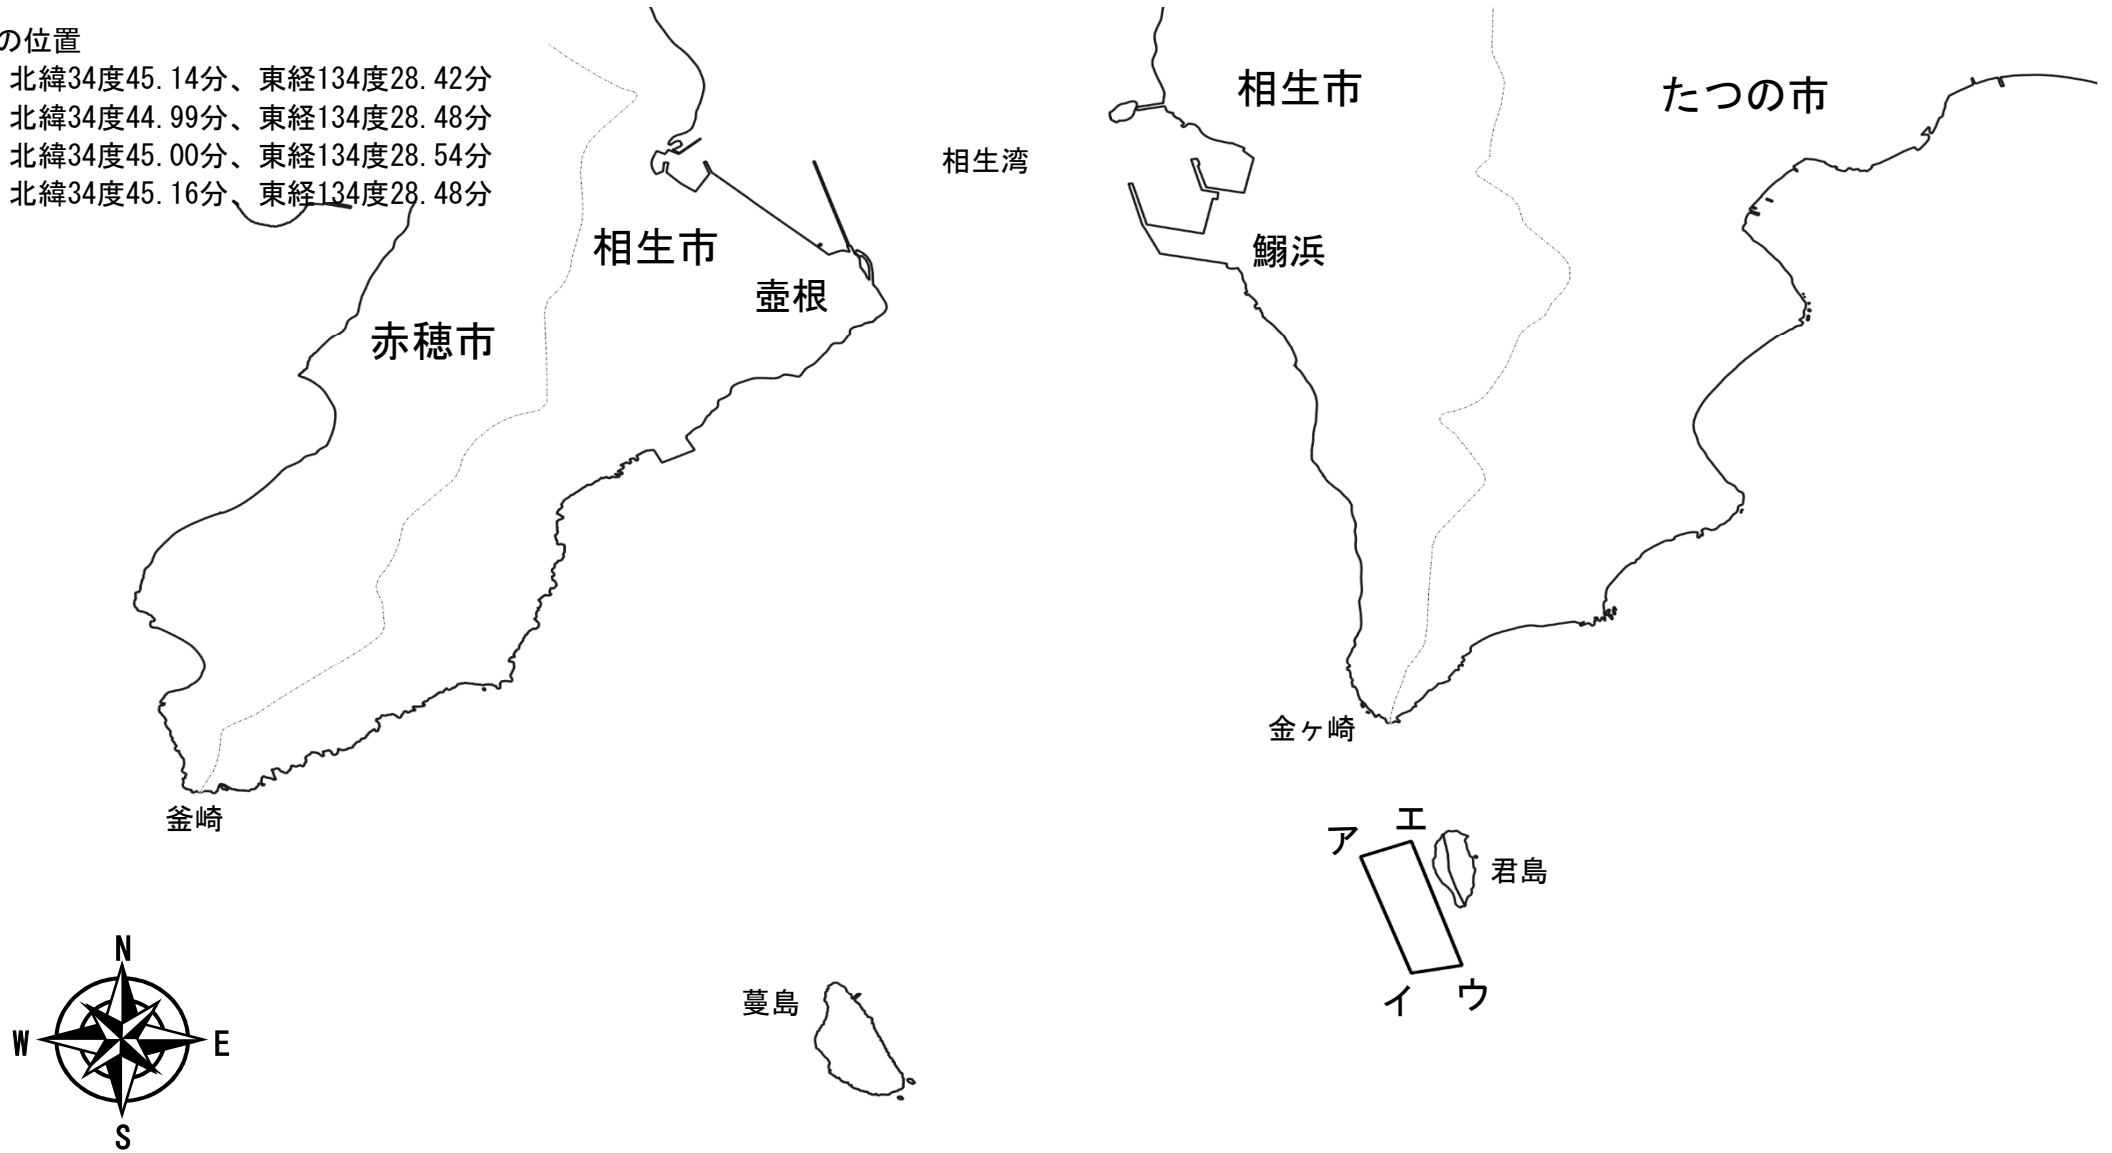 の位置
北緯34度45.14分、東経134度28.42分
北緯34度44.99分、東経134度28.48分
北緯34度45.00分、東経134度28.54分
北緯34度45.16分、東経134度28.48分
相生市
たつの市
相生湾
相生市
鰯浜
壺根
赤穂市
金ヶ崎
釜崎
ア
エ
君島
イ
ウ
蔓島
N
W
E
S